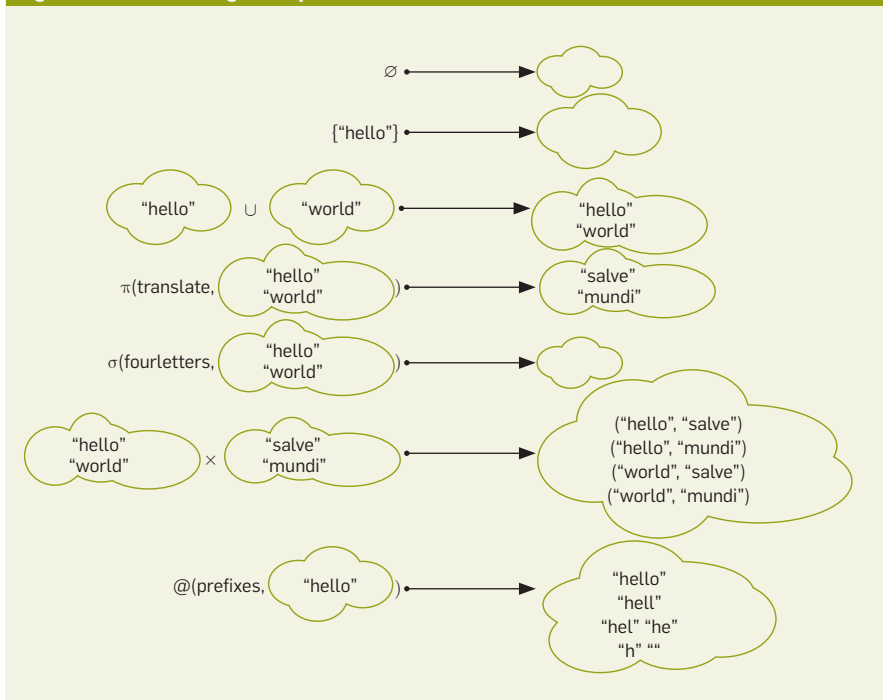 ∅
{“hello”}
“hello” ∪ “world” “hello”
“world”
π(translate, “hello” ) “salve”
“world” “mundi”
σ(fourletters, “hello” )
“world”
“hello” × “salve” (“hello”, “salve”)
“world” “mundi” (“hello”, “mundi”)
(“world”, “salve”)
(“world”, “mundi”)
@(prefixes, “hello” ) “hello”
“hell”
“hel” “he”
“h” ““